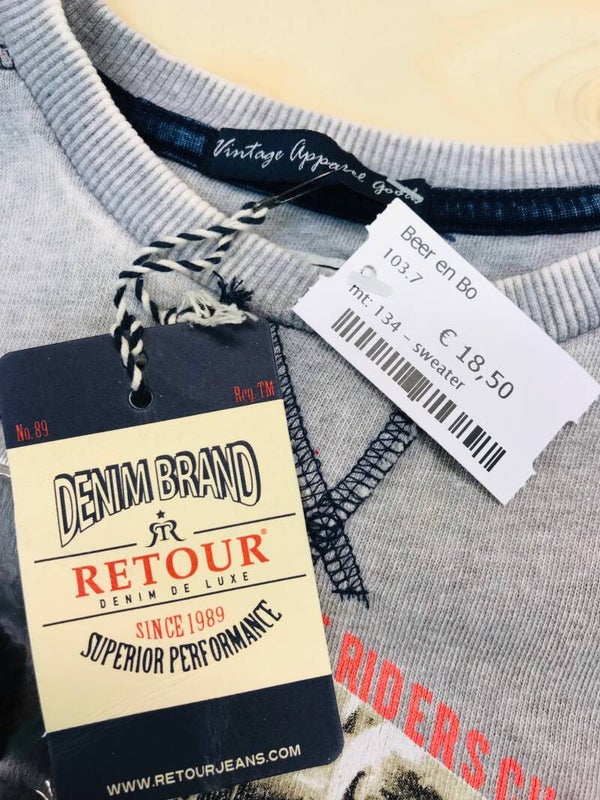 Vintage Apparel Goods
Beer en Bo
103.7
mt: 134 - sweater
€ 18,50
No. 89
Reg. TM
DENIM BRAND
RR
RETOUR®
DENIM DE LUXE
SINCE 1989
SUPERIOR PERFORMANCE
WWW.RETOURJEANS.COM
RIDERS